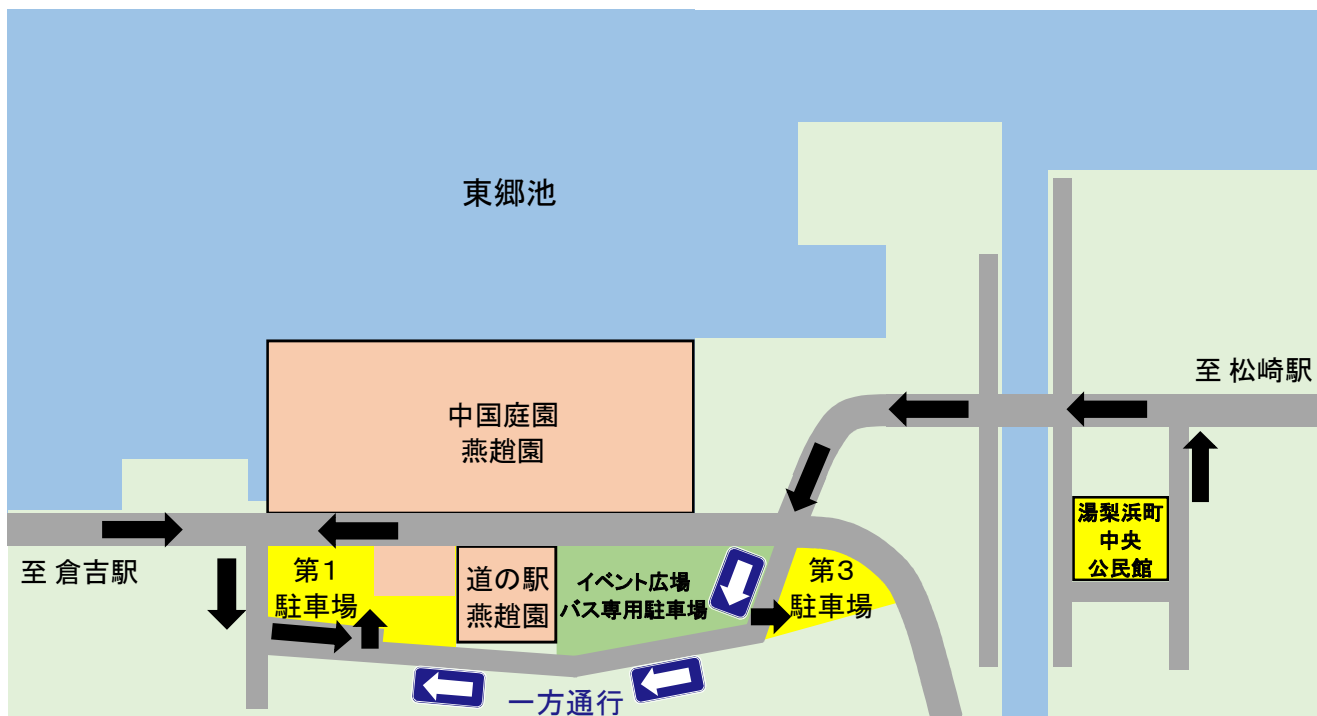 東郷池
至 松崎駅
中国庭園
燕趙園
湯梨浜町
中央
公民館
至 倉吉駅
第1
駐車場
道の駅
燕趙園
イベント広場
バス専用駐車場
第3
駐車場
一方通行